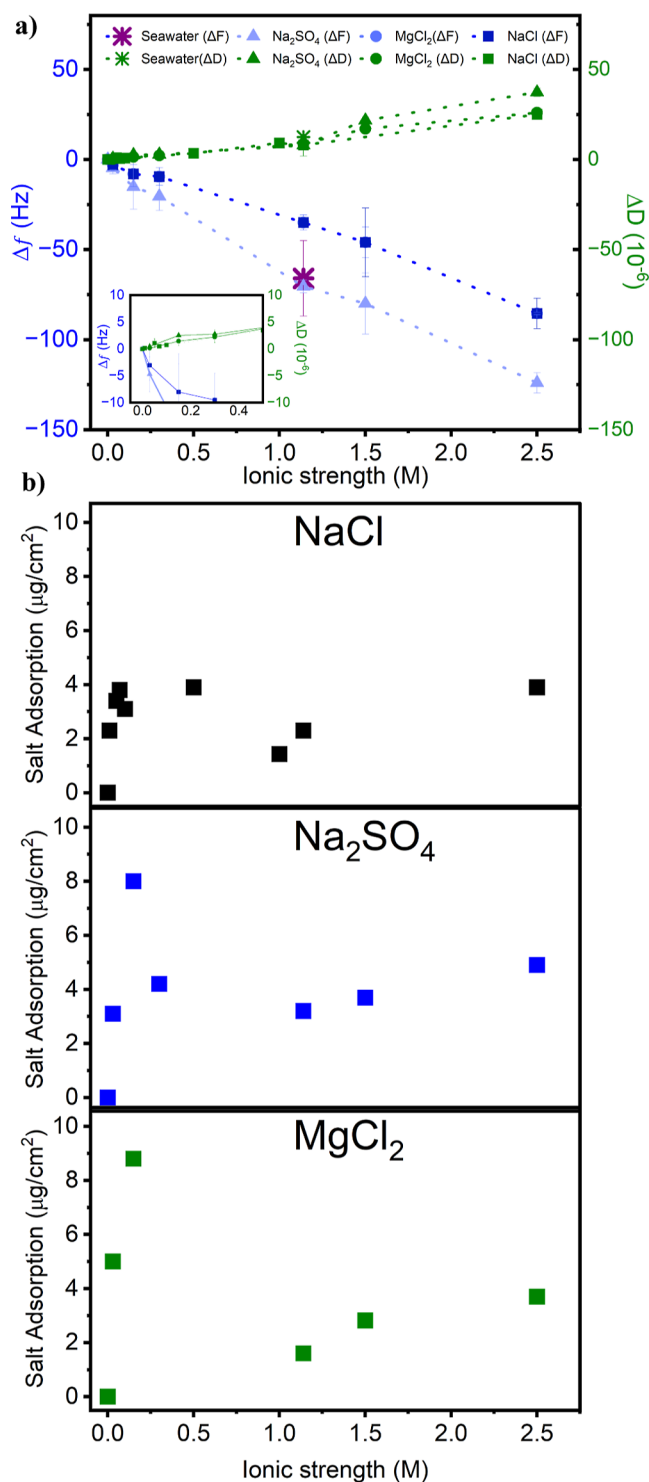 a)
Seawater (ΔF) Na₂SO₄ (ΔF) MgCl₂(ΔF) NaCl (ΔF)
Seawater(ΔD) Na₂SO₄ (ΔD) MgCl₂ (ΔD) NaCl (ΔD)
50 50
0 0
−50 −50
−100 −100
−150 −150
Δf (Hz)
ΔD (10⁻⁶)
10 10
5 5
0 0
−5 −5
−10 −10
Δf (Hz)
ΔD (10⁻⁶)
0.0 0.2 0.4
0.0 0.5 1.0 1.5 2.0 2.5
Ionic strength (M)
b)
NaCl
Salt Adsorption (μg/cm²)
10
8
6
4
2
0
Na₂SO₄
Salt Adsorption (μg/cm²)
10
8
6
4
2
0
MgCl₂
Salt Adsorption (μg/cm²)
10
8
6
4
2
0
0.0 0.5 1.0 1.5 2.0 2.5
Ionic strength (M)